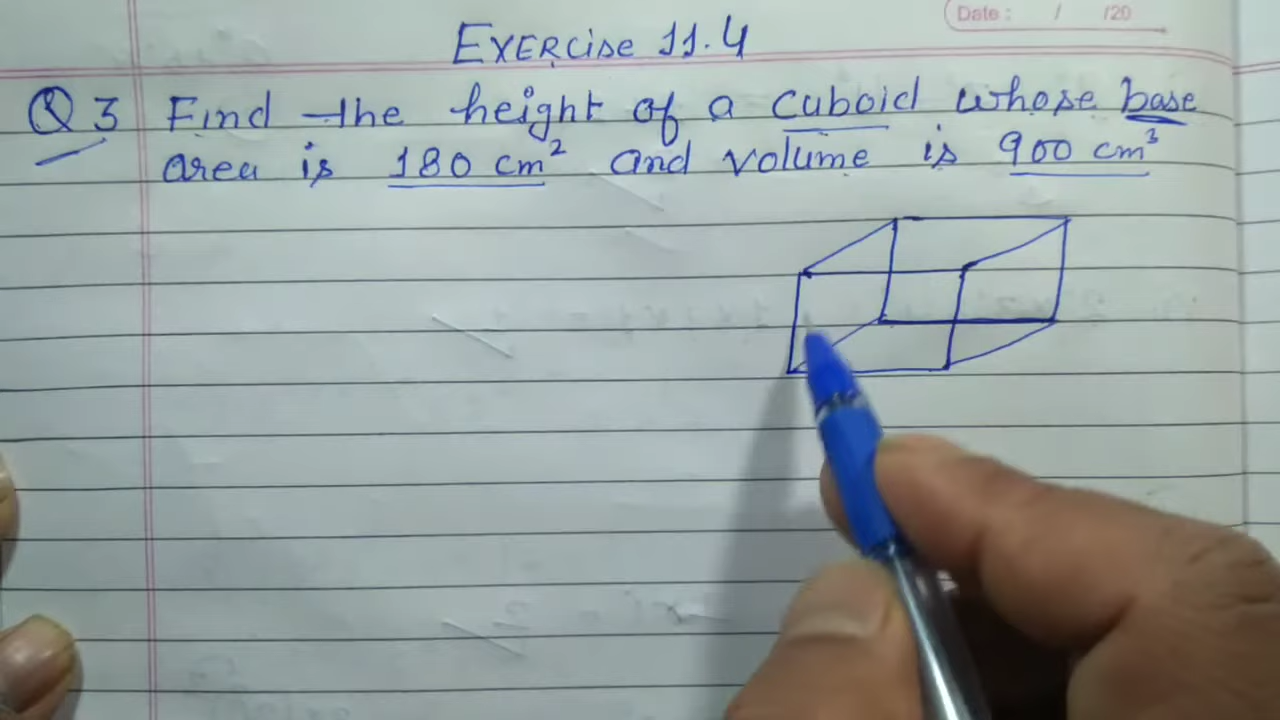 Date: / /20
Exercise 11.4
Q 3 Find the height of a cuboid whose base
area is 180 cm² and volume is 900 cm³